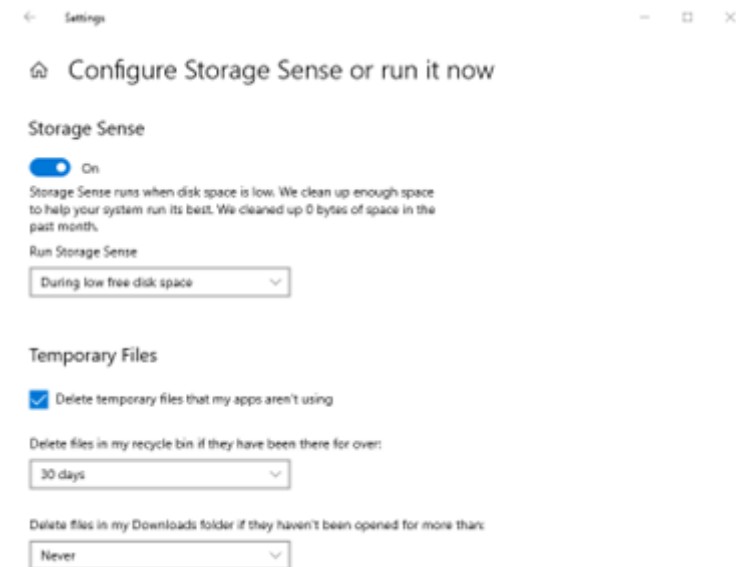 Settings
Configure Storage Sense or run it now
Storage Sense
On
Storage Sense runs when disk space is low. We clean up enough space
to help your system run its best. We cleaned up 0 bytes of space in the
past month.
Run Storage Sense
During low free disk space
Temporary Files
Delete temporary files that my apps aren't using
Delete files in my recycle bin if they have been there for over:
30 days
Delete files in my Downloads folder if they haven't been opened for more than:
Never